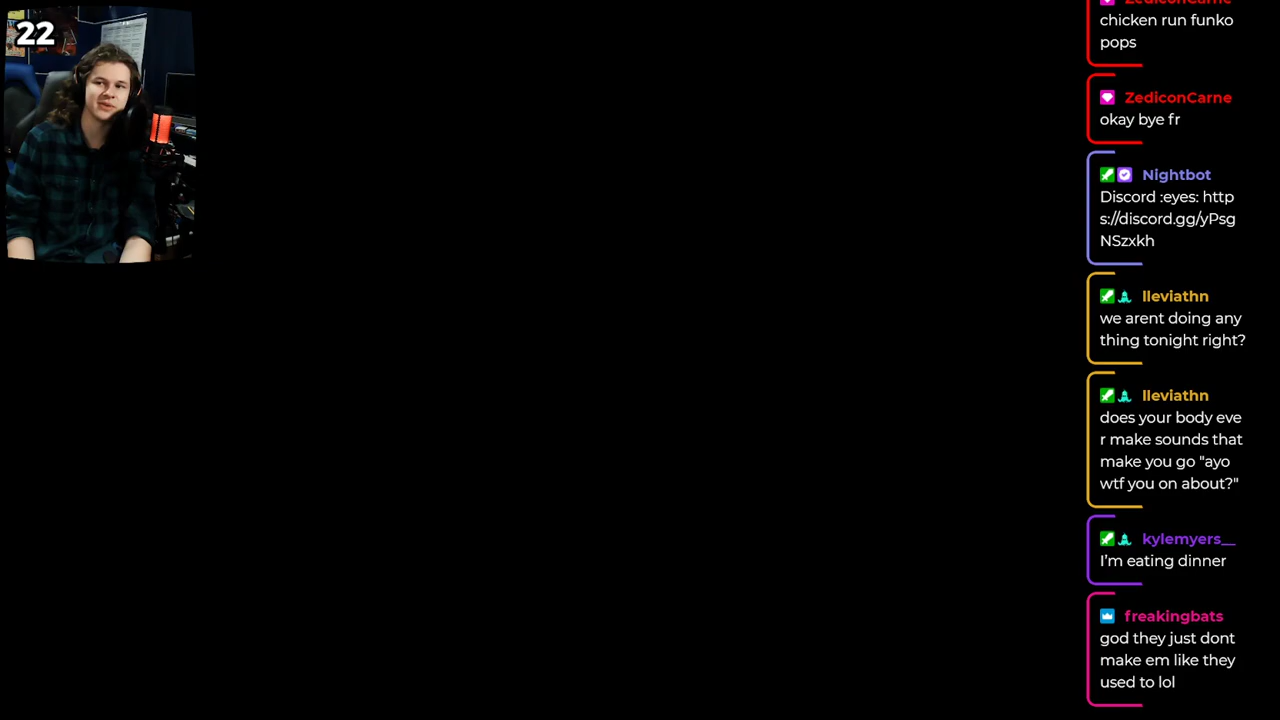 22
ZediconCarne
chicken run funko
pops
ZediconCarne
okay bye fr
Nightbot
Discord :eyes: http
s://discord.gg/yPsg
NSzxkh
lleviathn
we arent doing any
thing tonight right?
lleviathn
does your body eve
r make sounds that
make you go "ayo
wtf you on about?"
kylemyers__
I'm eating dinner
freakingbats
god they just dont
make em like they
used to lol